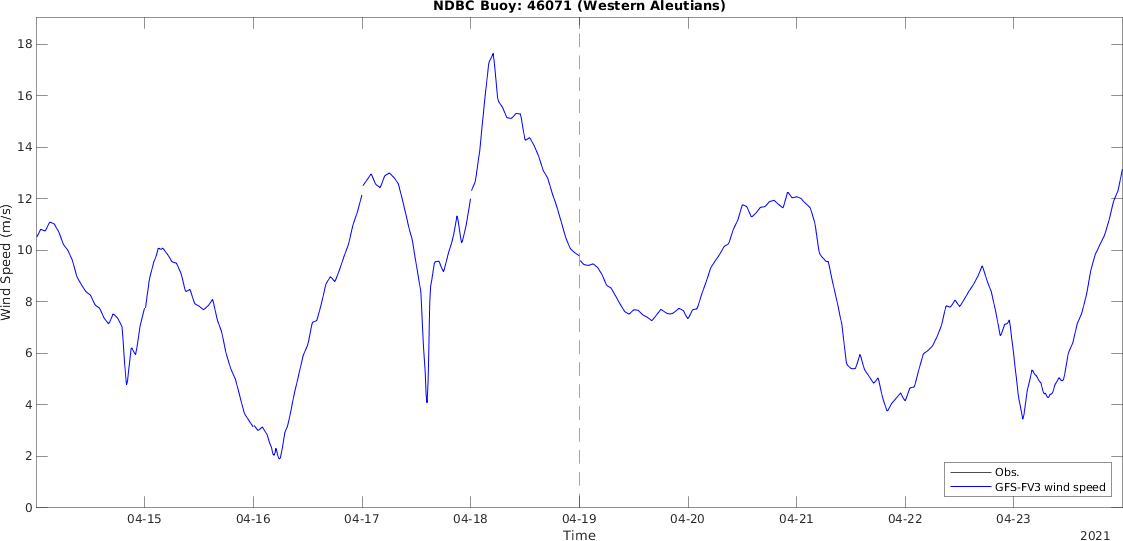 NDBC Buoy: 46071 (Western Aleutians)
18
16
14
12
10
8
6
4
2
0
Wind Speed (m/s)
04-15 04-16 04-17 04-18 04-19 04-20 04-21 04-22 04-23
Time
2021
Obs.
GFS-FV3 wind speed